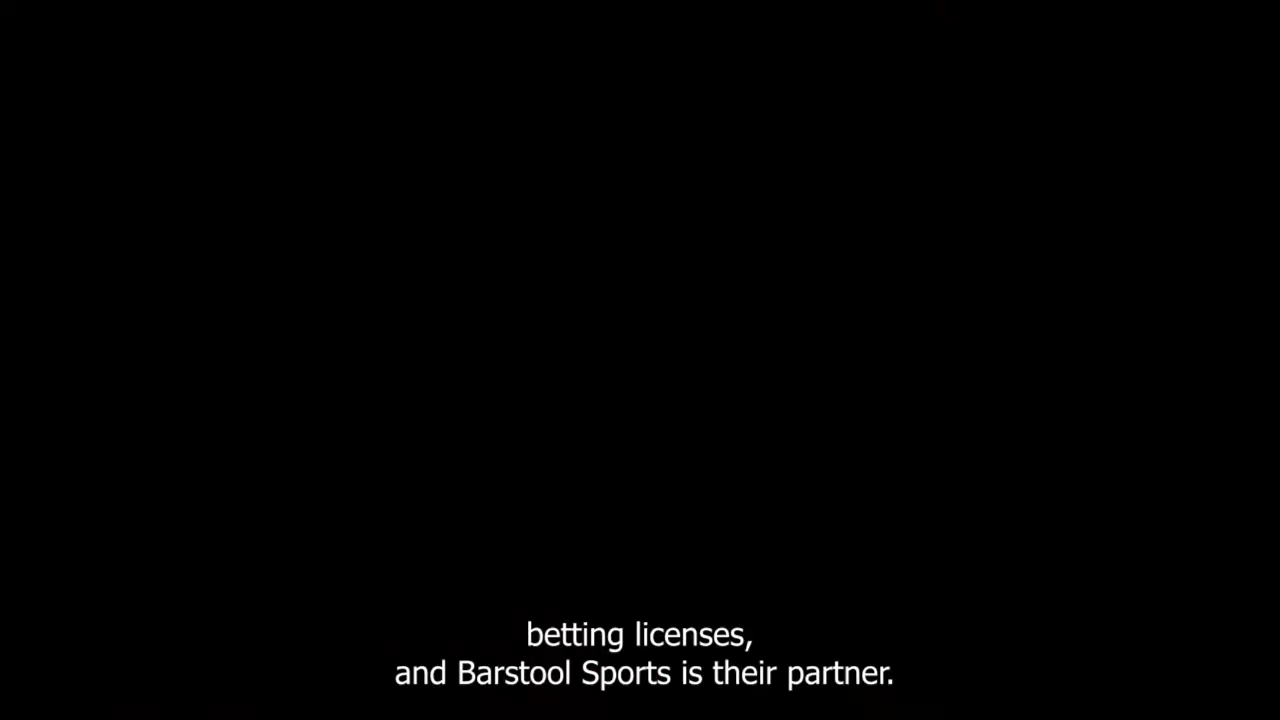 betting licenses,
and Barstool Sports is their partner.